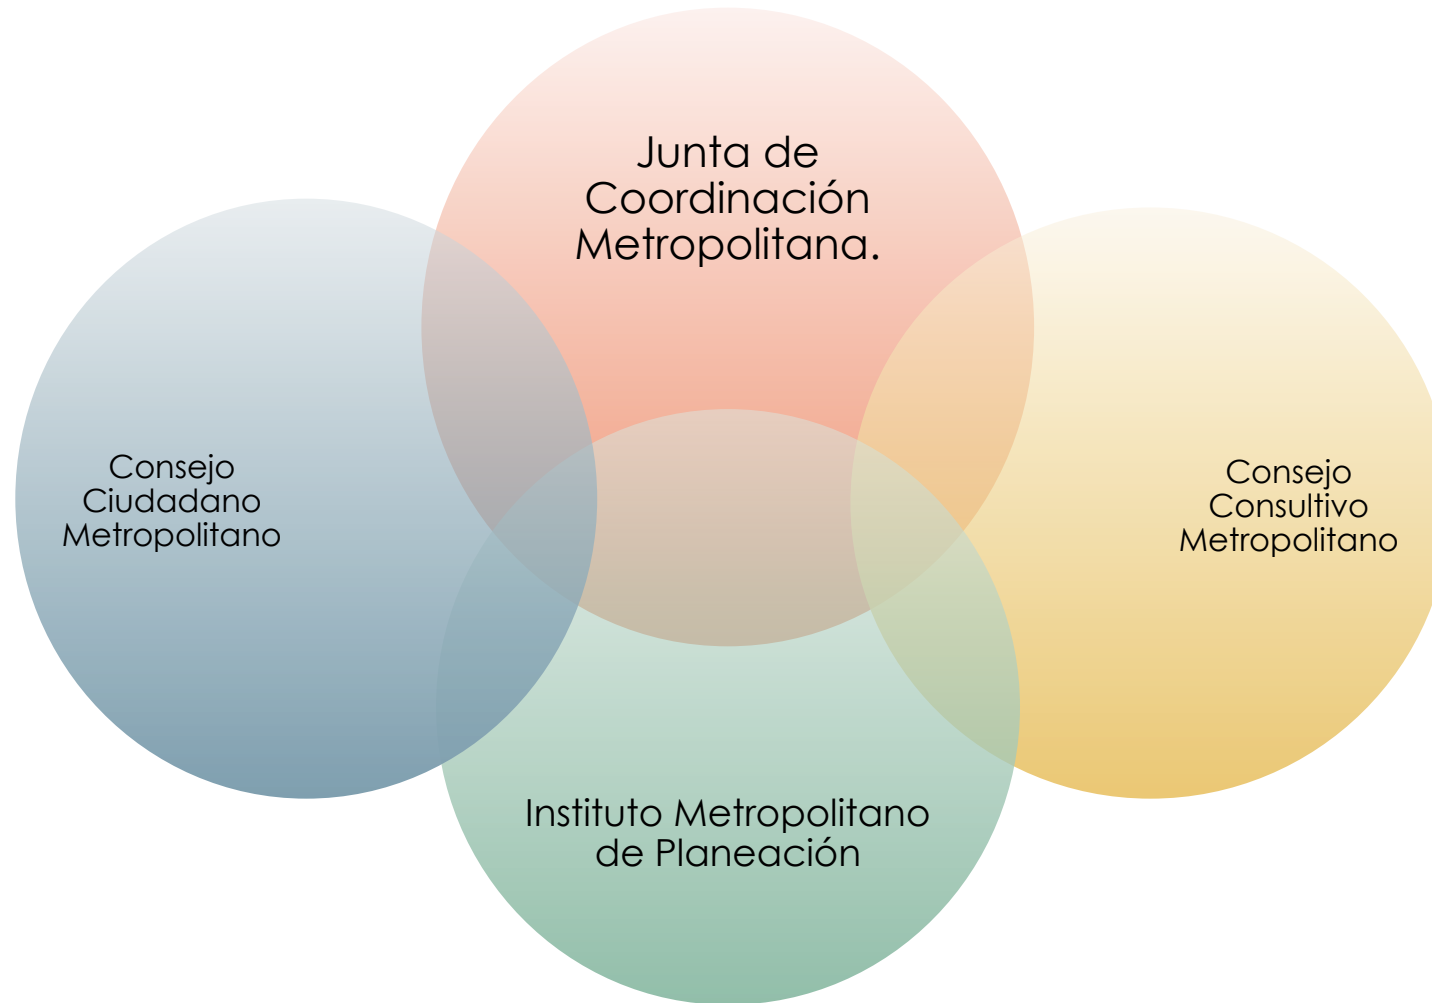 Junta de
Coordinación
Metropolitana.
Consejo
Ciudadano
Metropolitano
Consejo
Consultivo
Metropolitano
Instituto Metropolitano
de Planeación